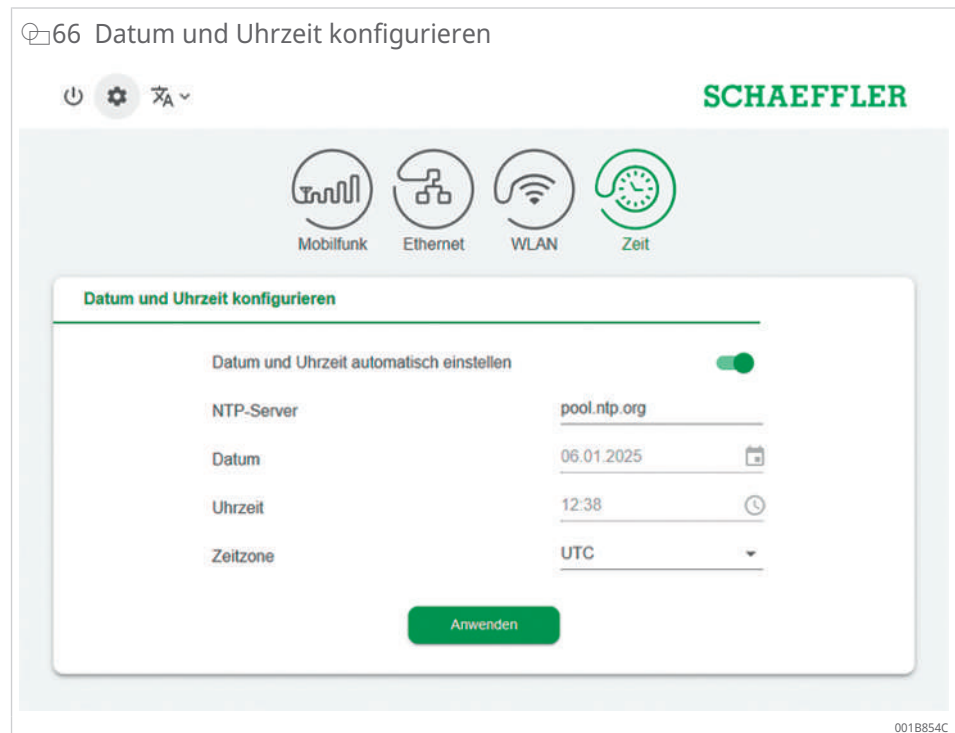 66 Datum und Uhrzeit konfigurieren
SCHAEFFLER
Mobilfunk Ethernet WLAN Zeit
Datum und Uhrzeit konfigurieren
Datum und Uhrzeit automatisch einstellen
NTP-Server pool.ntp.org
Datum 06.01.2025
Uhrzeit 12:38
Zeitzone UTC
Anwenden
001B854C